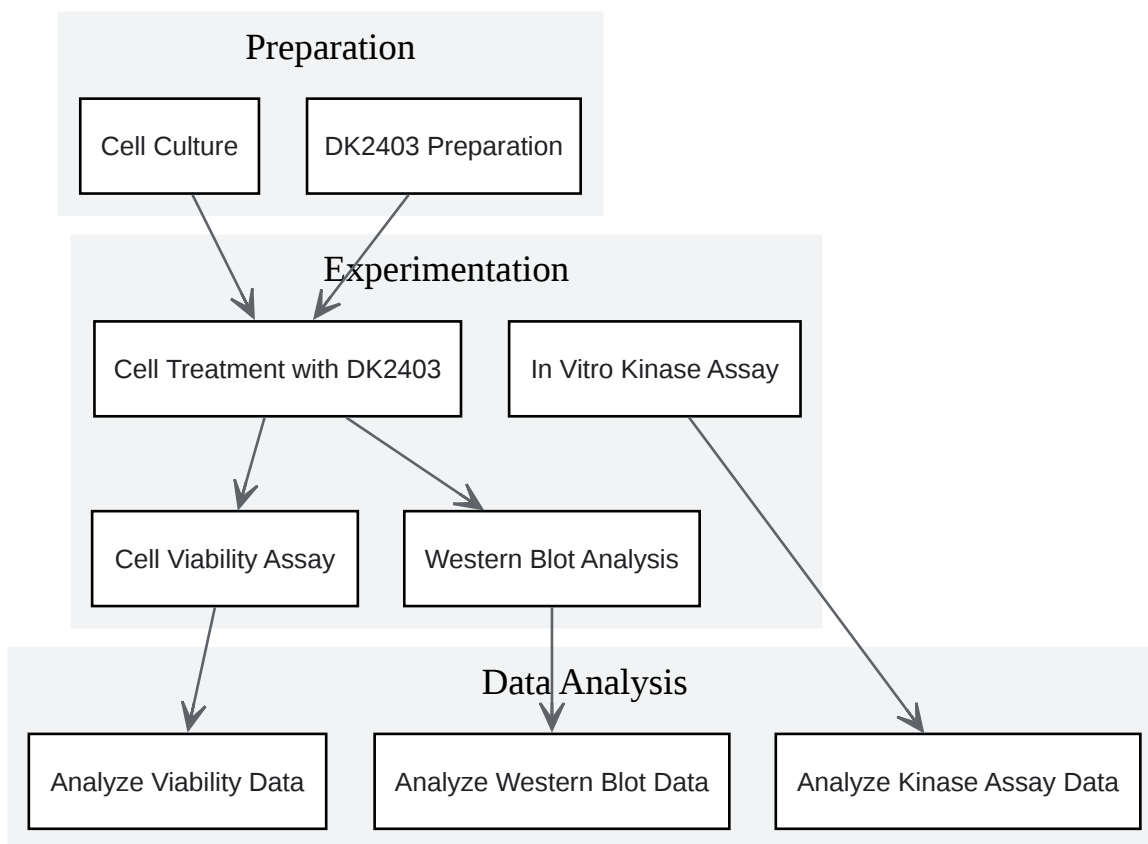 Preparation
Cell Culture
DK2403 Preparation
Experimentation
Cell Treatment with DK2403
In Vitro Kinase Assay
Cell Viability Assay
Western Blot Analysis
Data Analysis
Analyze Viability Data
Analyze Western Blot Data
Analyze Kinase Assay Data